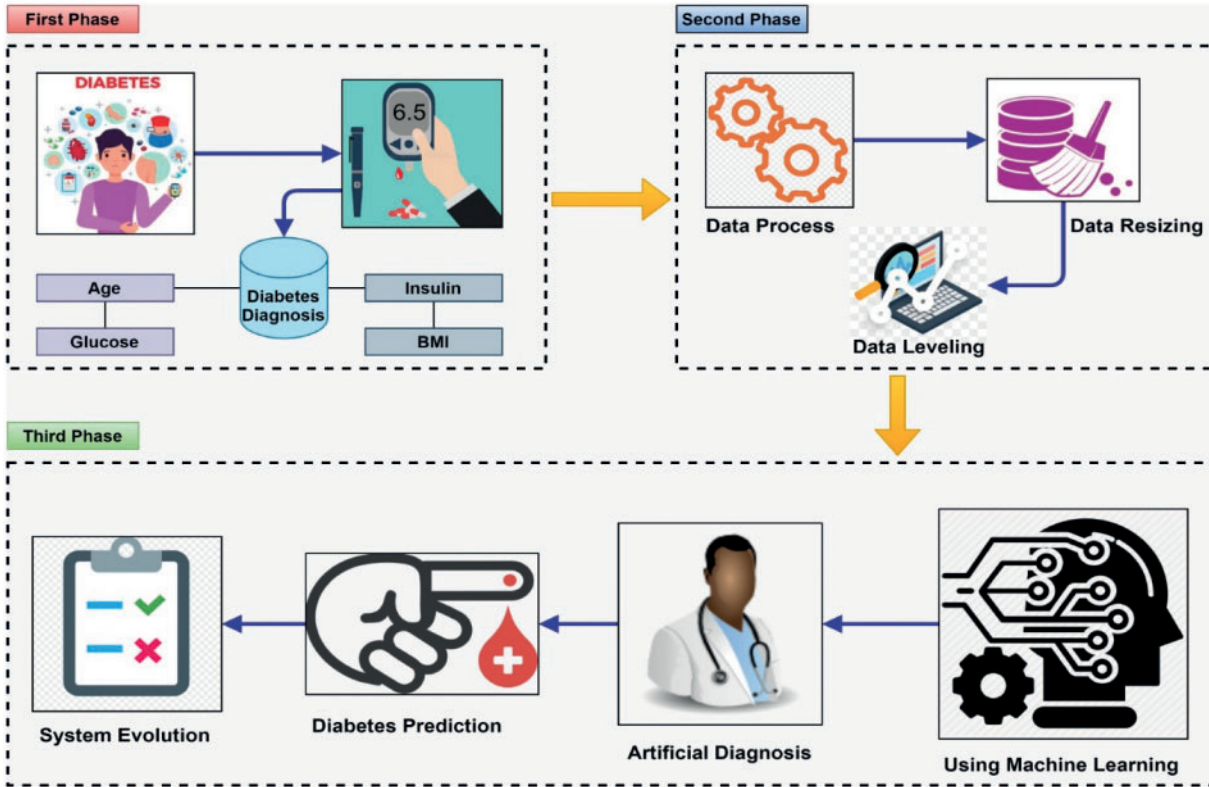 First Phase
DIABETES
6.5
Age
Glucose
Diabetes
Diagnosis
Insulin
BMI
Second Phase
Data Process
Data Resizing
Data Leveling
Third Phase
System Evolution
Diabetes Prediction
Artificial Diagnosis
Using Machine Learning